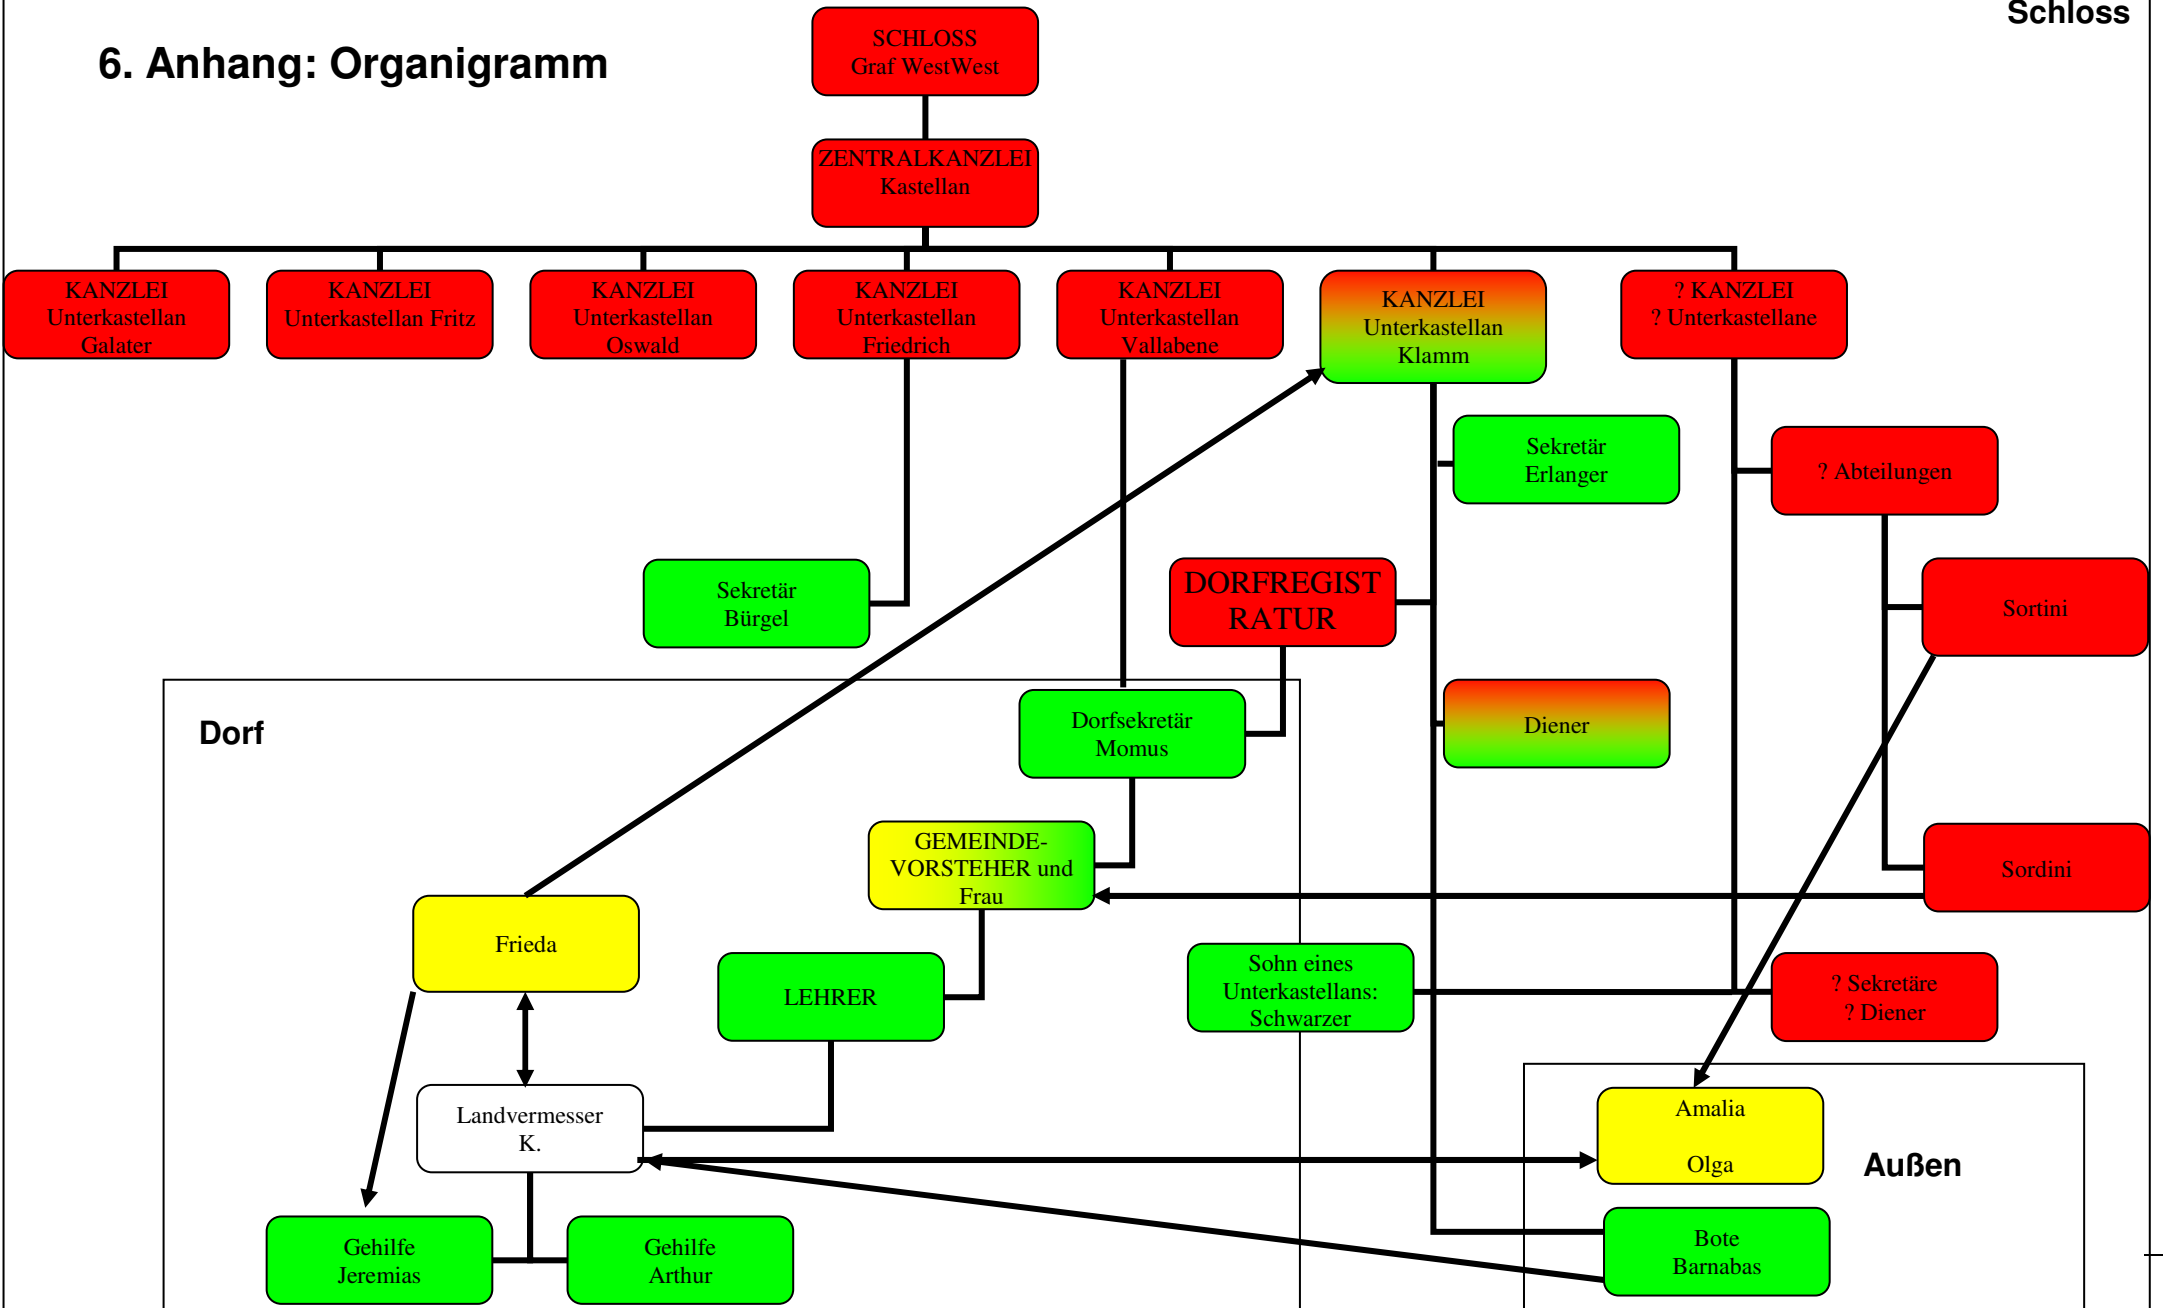 Schloss
6. Anhang: Organigramm
SCHLOSS
Graf WestWest
ZENTRALKANZLEI
Kastellan
KANZLEI
Unterkastellan
Galater
KANZLEI
Unterkastellan Fritz
KANZLEI
Unterkastellan
Oswald
KANZLEI
Unterkastellan
Friedrich
KANZLEI
Unterkastellan
Vallabene
KANZLEI
Unterkastellan
Klamm
? KANZLEI
? Unterkastellane
Sekretär
Erlanger
? Abteilungen
Sekretär
Bürgel
DORFREGIST
RATUR
Sortini
Dorf
Dorfsekretär
Momus
Diener
GEMEINDE-
VORSTEHER und
Frau
Sordini
Frieda
LEHRER
Sohn eines
Unterkastellans:
Schwarzer
? Sekretäre
? Diener
Landvermesser
K.
Amalia
Olga
Außen
Gehilfe
Jeremias
Gehilfe
Arthur
Bote
Barnabas